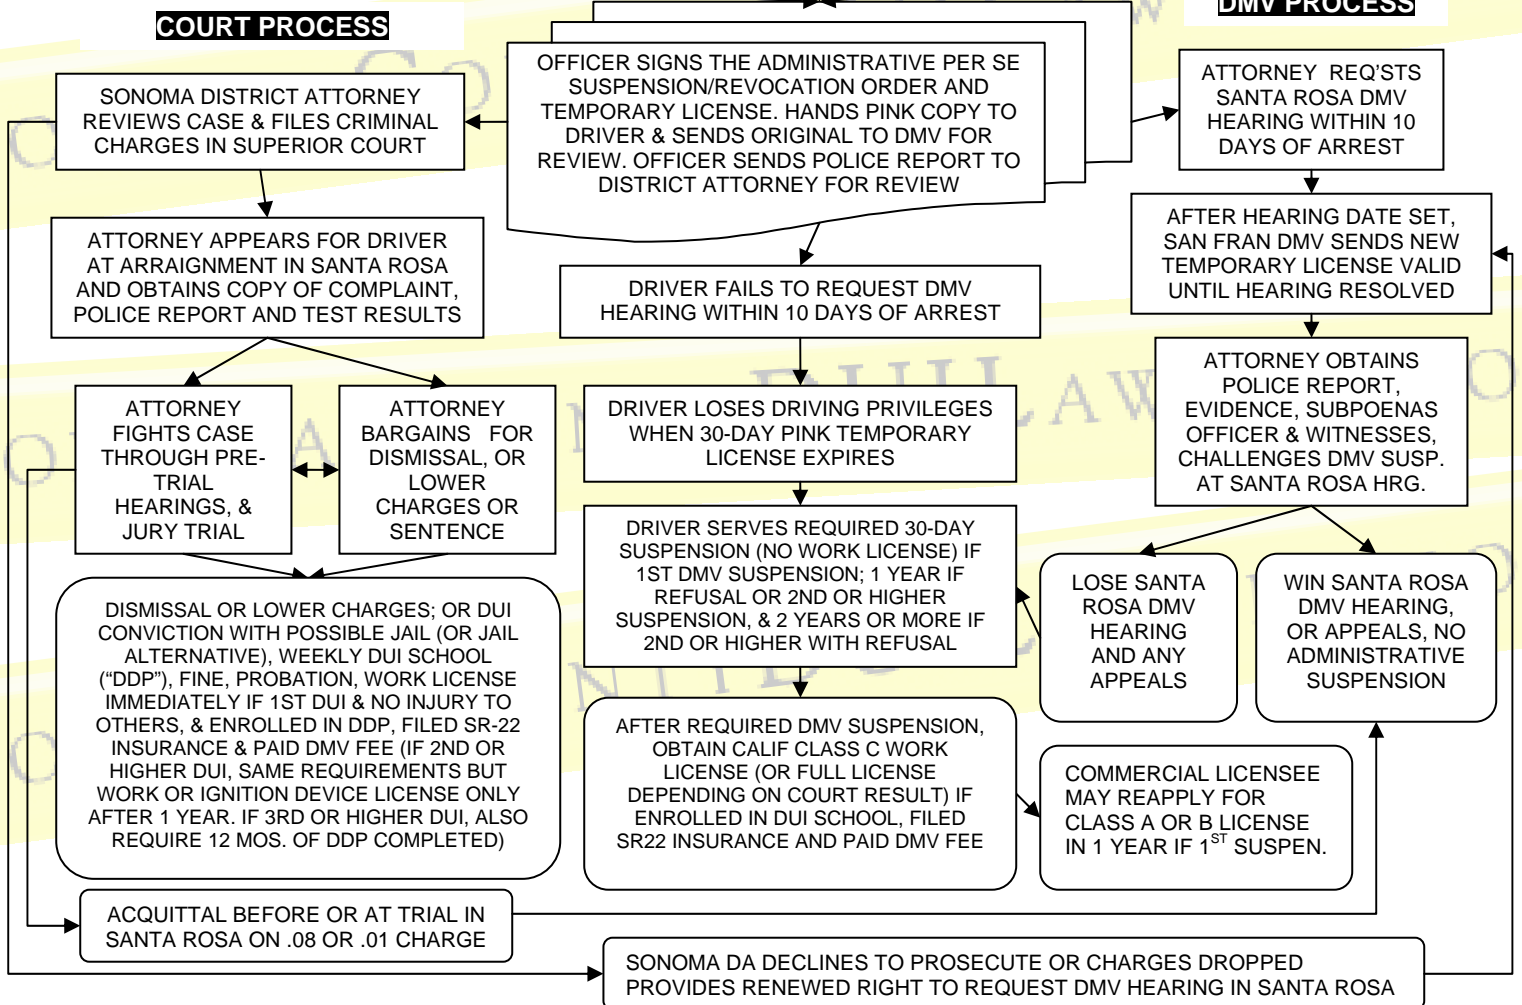 COURT PROCESS
DMV PROCESS
OFFICER SIGNS THE ADMINISTRATIVE PER SE
SUSPENSION/REVOCATION ORDER AND
TEMPORARY LICENSE. HANDS PINK COPY TO
DRIVER & SENDS ORIGINAL TO DMV FOR
REVIEW. OFFICER SENDS POLICE REPORT TO
DISTRICT ATTORNEY FOR REVIEW
SONOMA DISTRICT ATTORNEY
REVIEWS CASE & FILES CRIMINAL
CHARGES IN SUPERIOR COURT
ATTORNEY REQ'STS
SANTA ROSA DMV
HEARING WITHIN 10
DAYS OF ARREST
ATTORNEY APPEARS FOR DRIVER
AT ARRAIGNMENT IN SANTA ROSA
AND OBTAINS COPY OF COMPLAINT,
POLICE REPORT AND TEST RESULTS
DRIVER FAILS TO REQUEST DMV
HEARING WITHIN 10 DAYS OF ARREST
AFTER HEARING DATE SET,
SAN FRAN DMV SENDS NEW
TEMPORARY LICENSE VALID
UNTIL HEARING RESOLVED
ATTORNEY
FIGHTS CASE
THROUGH PRE-
TRIAL
HEARINGS, &
JURY TRIAL
ATTORNEY
BARGAINS FOR
DISMISSAL, OR
LOWER
CHARGES OR
SENTENCE
DRIVER LOSES DRIVING PRIVILEGES
WHEN 30-DAY PINK TEMPORARY
LICENSE EXPIRES
ATTORNEY OBTAINS
POLICE REPORT,
EVIDENCE, SUBPOENAS
OFFICER & WITNESSES,
CHALLENGES DMV SUSP.
AT SANTA ROSA HRG.
DRIVER SERVES REQUIRED 30-DAY
SUSPENSION (NO WORK LICENSE) IF
1ST DMV SUSPENSION; 1 YEAR IF
REFUSAL OR 2ND OR HIGHER
SUSPENSION, & 2 YEARS OR MORE IF
2ND OR HIGHER WITH REFUSAL
LOSE SANTA
ROSA DMV
HEARING
AND ANY
APPEALS
WIN SANTA ROSA
DMV HEARING,
OR APPEALS, NO
ADMINISTRATIVE
SUSPENSION
DISMISSAL OR LOWER CHARGES; OR DUI
CONVICTION WITH POSSIBLE JAIL (OR JAIL
ALTERNATIVE), WEEKLY DUI SCHOOL
(“DDP”), FINE, PROBATION, WORK LICENSE
IMMEDIATELY IF 1ST DUI & NO INJURY TO
OTHERS, & ENROLLED IN DDP, FILED SR-22
INSURANCE & PAID DMV FEE (IF 2ND OR
HIGHER DUI, SAME REQUIREMENTS BUT
WORK OR IGNITION DEVICE LICENSE ONLY
AFTER 1 YEAR. IF 3RD OR HIGHER DUI, ALSO
REQUIRE 12 MOS. OF DDP COMPLETED)
AFTER REQUIRED DMV SUSPENSION,
OBTAIN CALIF CLASS C WORK
LICENSE (OR FULL LICENSE
DEPENDING ON COURT RESULT) IF
ENROLLED IN DUI SCHOOL, FILED
SR22 INSURANCE AND PAID DMV FEE
COMMERCIAL LICENSEE
MAY REAPPLY FOR
CLASS A OR B LICENSE
IN 1 YEAR IF 1ST SUSPEN.
ACQUITTAL BEFORE OR AT TRIAL IN
SANTA ROSA ON .08 OR .01 CHARGE
SONOMA DA DECLINES TO PROSECUTE OR CHARGES DROPPED
PROVIDES RENEWED RIGHT TO REQUEST DMV HEARING IN SANTA ROSA